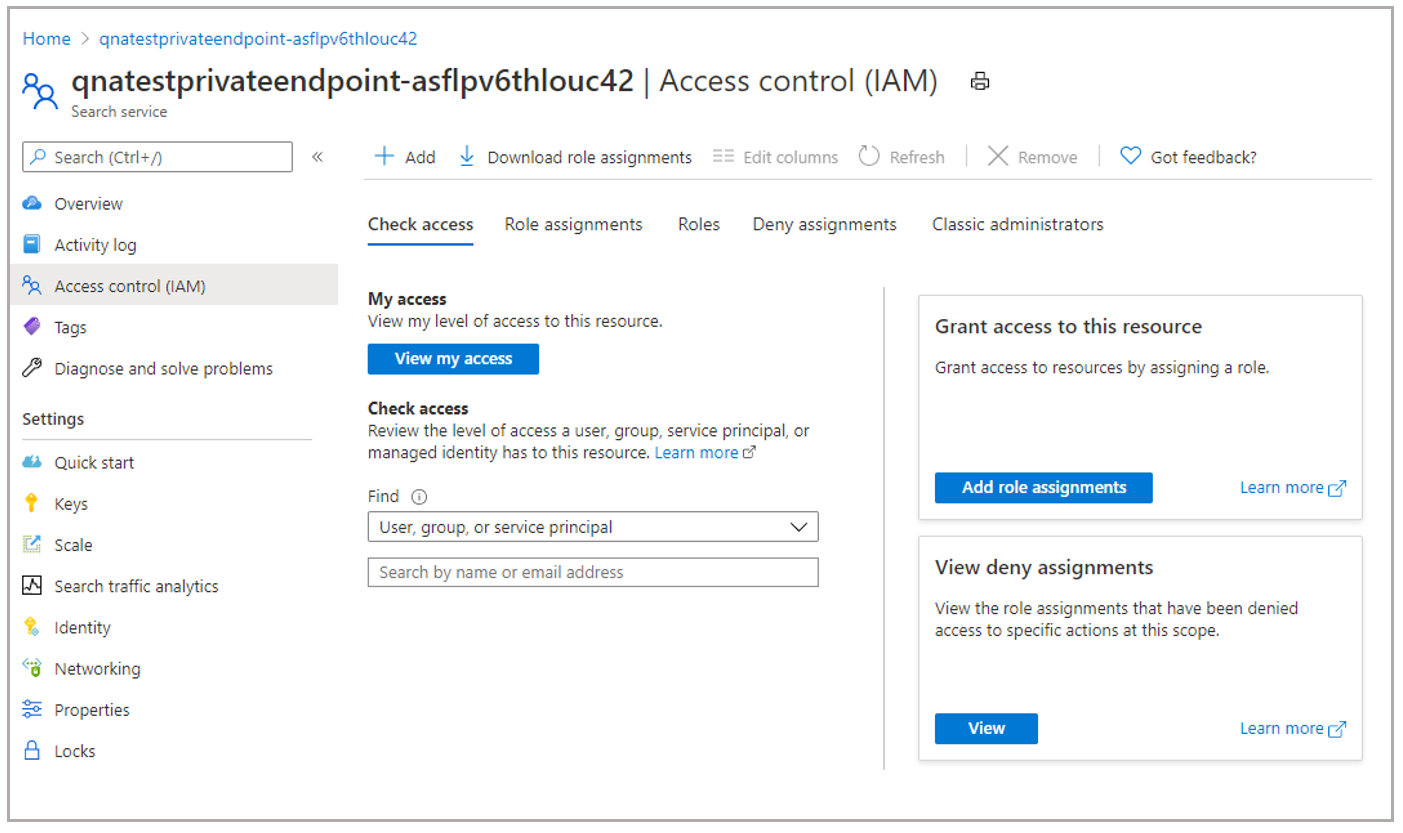 Home > qnatestprivateendpoint-asflpv6thlouc42
qnatestprivateendpoint-asflpv6thlouc42 | Access control (IAM)
Search service
Search (Ctrl+/)
«
Overview
Activity log
Access control (IAM)
Tags
Diagnose and solve problems
Settings
Quick start
Keys
Scale
Search traffic analytics
Identity
Networking
Properties
Locks
Add Download role assignments Edit columns Refresh Remove Got feedback?
Check access Role assignments Roles Deny assignments Classic administrators
My access
View my level of access to this resource.
View my access
Check access
Review the level of access a user, group, service principal, or
managed identity has to this resource. Learn more
Find
User, group, or service principal
Search by name or email address
Grant access to this resource
Grant access to resources by assigning a role.
Add role assignments Learn more
View deny assignments
View the role assignments that have been denied
access to specific actions at this scope.
View Learn more